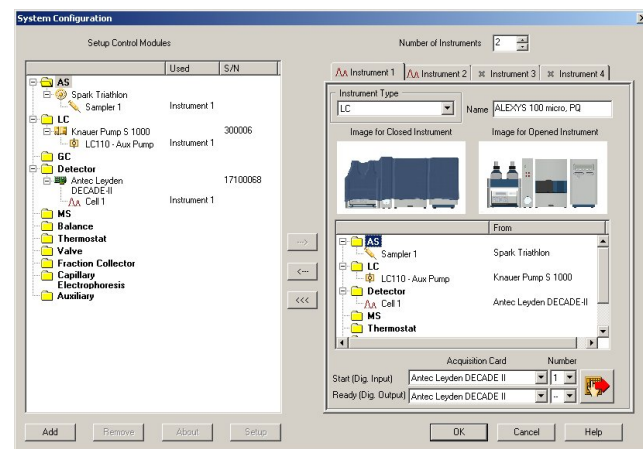 System Configuration
Setup Control Modules
Number of Instruments 2
Used S/N
AS
Spark Triathlon
Sampler 1 Instrument 1
LC
Knauer Pump S 1000 300006
LC110 - Aux Pump Instrument 1
GC
Detector
Antec Leyden DECADE-II 17100068
Cell 1 Instrument 1
MS
Balance
Thermostat
Valve
Fraction Collector
Capillary
Electrophoresis
Auxiliary
--->
<---
<<<
Instrument 1 Instrument 2 Instrument 3 Instrument 4
Instrument Type
LC Name ALEXYS 100 micro, PQ
Image for Closed Instrument Image for Opened Instrument
From
AS
Sampler 1 Spark Triathlon
LC
LC110 - Aux Pump Knauer Pump S 1000
Detector
Cell 1 Antec Leyden DECADE-II
MS
Thermostat
Acquisition Card Number
Start (Dig. Input) Antec Leyden DECADE II 1
Ready (Dig. Output) Antec Leyden DECADE II --
Add Remove About Setup OK Cancel Help